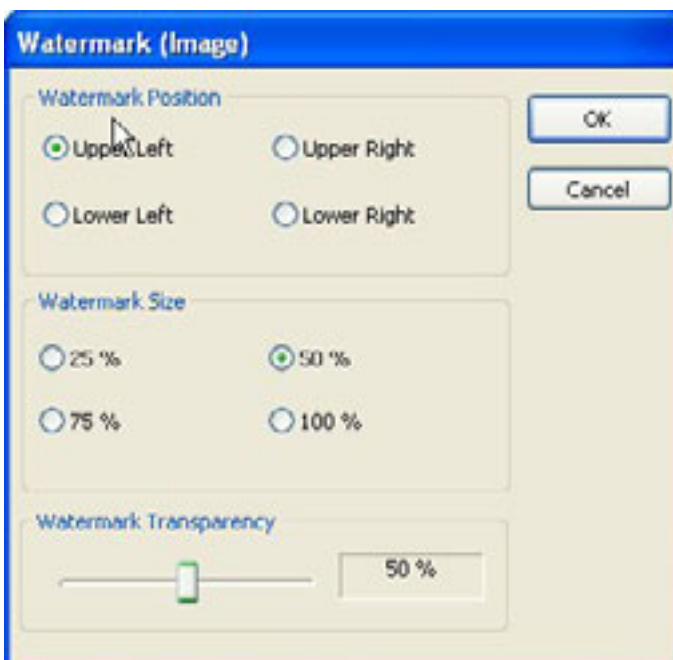 Watermark (Image)
Watermark Position
OK
Upper Left Upper Right
Cancel
Lower Left Lower Right
Watermark Size
25 % 50 %
75 % 100 %
Watermark Transparency
50 %